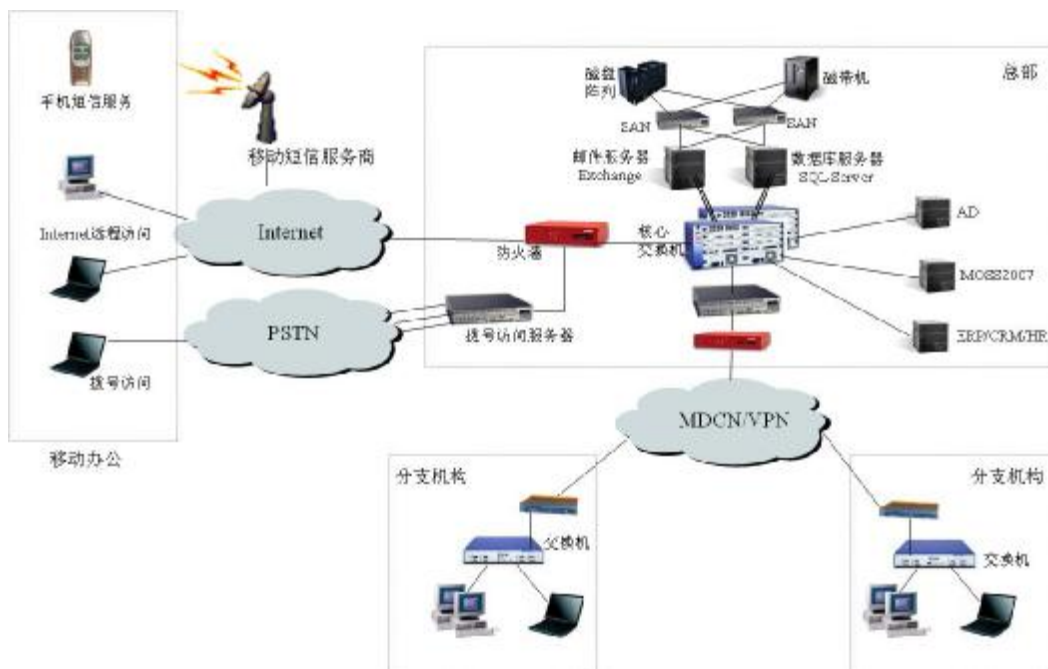 手机短信服务
移动短信服务商
Internet远程访问
拨号访问
移动办公
Internet
PSTN
防火墙
拨号访问服务器
总部
磁盘
阵列
磁带机
SAN
SAN
邮件服务器
Exchange
数据库服务器
SQL-Server
核心
交换机
AD
MOSS2007
ERP/CRM/HR
MDCN/VPN
分支机构
交换机
分支机构
交换机